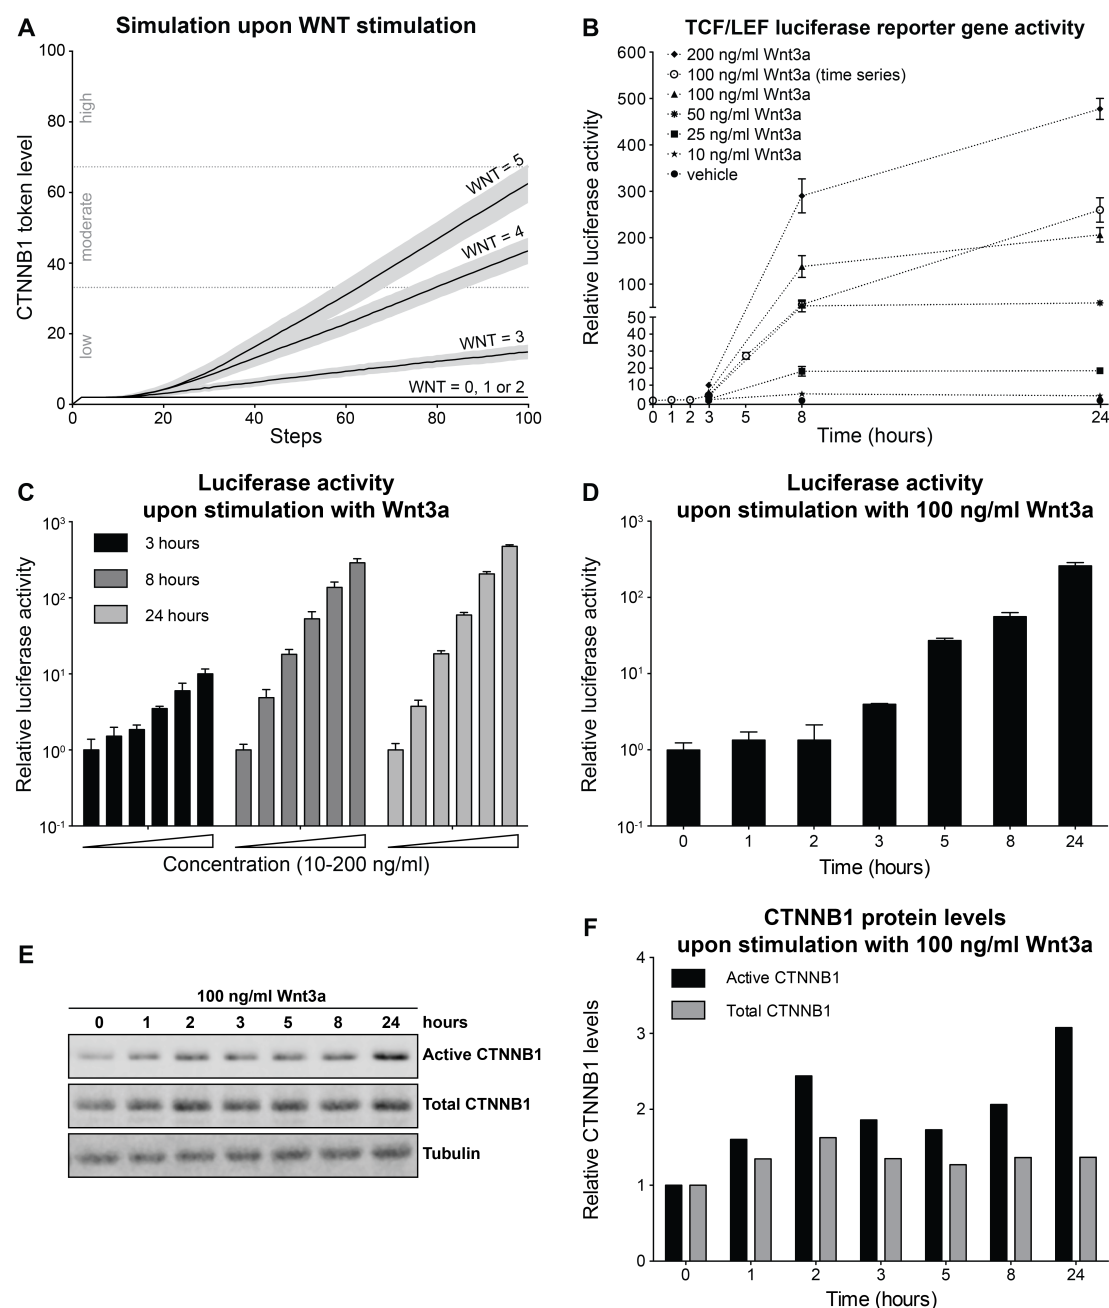 A
Simulation upon WNT stimulation
CTNNB1 token level
100
80
60
40
20
0
high
moderate
low
WNT = 5
WNT = 4
WNT = 3
WNT = 0, 1 or 2
0 20 40 60 80 100
Steps
B
TCF/LEF luciferase reporter gene activity
Relative luciferase activity
600
500
400
300
200
100
50
40
30
20
10
0
200 ng/ml Wnt3a
100 ng/ml Wnt3a (time series)
100 ng/ml Wnt3a
50 ng/ml Wnt3a
25 ng/ml Wnt3a
10 ng/ml Wnt3a
vehicle
0 1 2 3 5 8 24
Time (hours)
C
Luciferase activity
upon stimulation with Wnt3a
Relative luciferase activity
10³
10²
10¹
10⁰
10⁻¹
3 hours
8 hours
24 hours
Concentration (10-200 ng/ml)
D
Luciferase activity
upon stimulation with 100 ng/ml Wnt3a
Relative luciferase activity
10³
10²
10¹
10⁰
10⁻¹
0 1 2 3 5 8 24
Time (hours)
E
100 ng/ml Wnt3a
0 1 2 3 5 8 24 hours
Active CTNNB1
Total CTNNB1
Tubulin
F
CTNNB1 protein levels
upon stimulation with 100 ng/ml Wnt3a
Relative CTNNB1 levels
4
3
2
1
0
Active CTNNB1
Total CTNNB1
0 1 2 3 5 8 24
Time (hours)